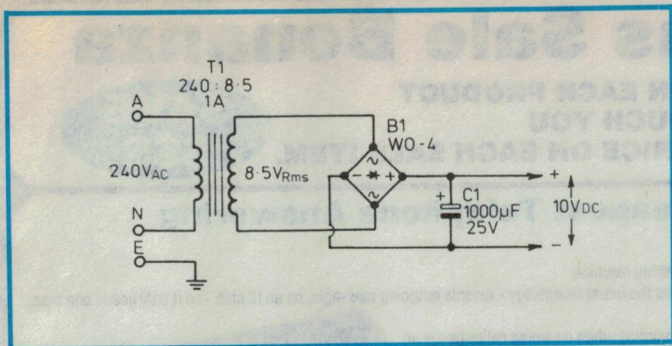 T1
240 : 8·5
1A
A
B1
WO-4
240VAC
8·5VRms
~
- +
~
+
+
C1
1000µF
25V
10VDC
N
E
−